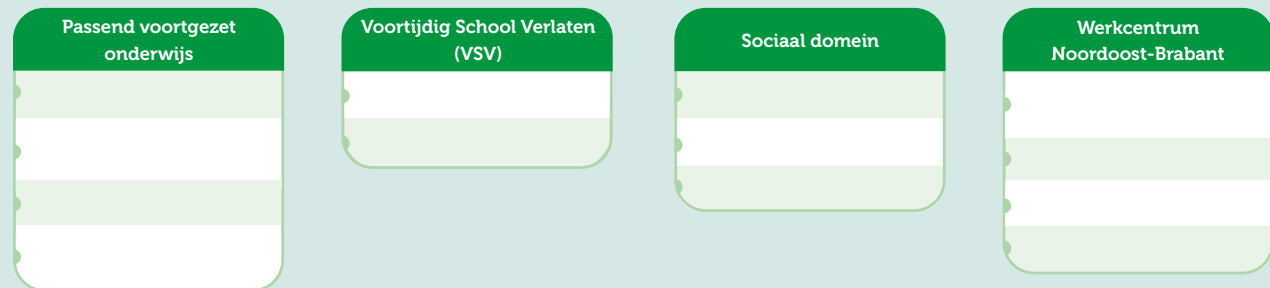 Passend voortgezet
onderwijs
Voortijdig School Verlaten
(VSV)
Sociaal domein
Werkcentrum
Noordoost-Brabant